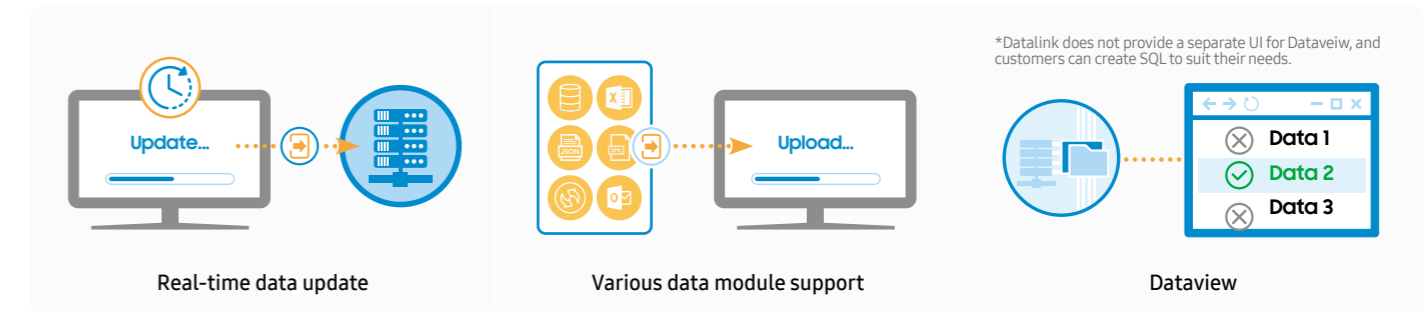 *Datalink does not provide a separate UI for Dataveiw, and
customers can create SQL to suit their needs.
Update...
X
JSON
Upload...
O
Data 1
Data 2
Data 3
Real-time data update
Various data module support
Dataview